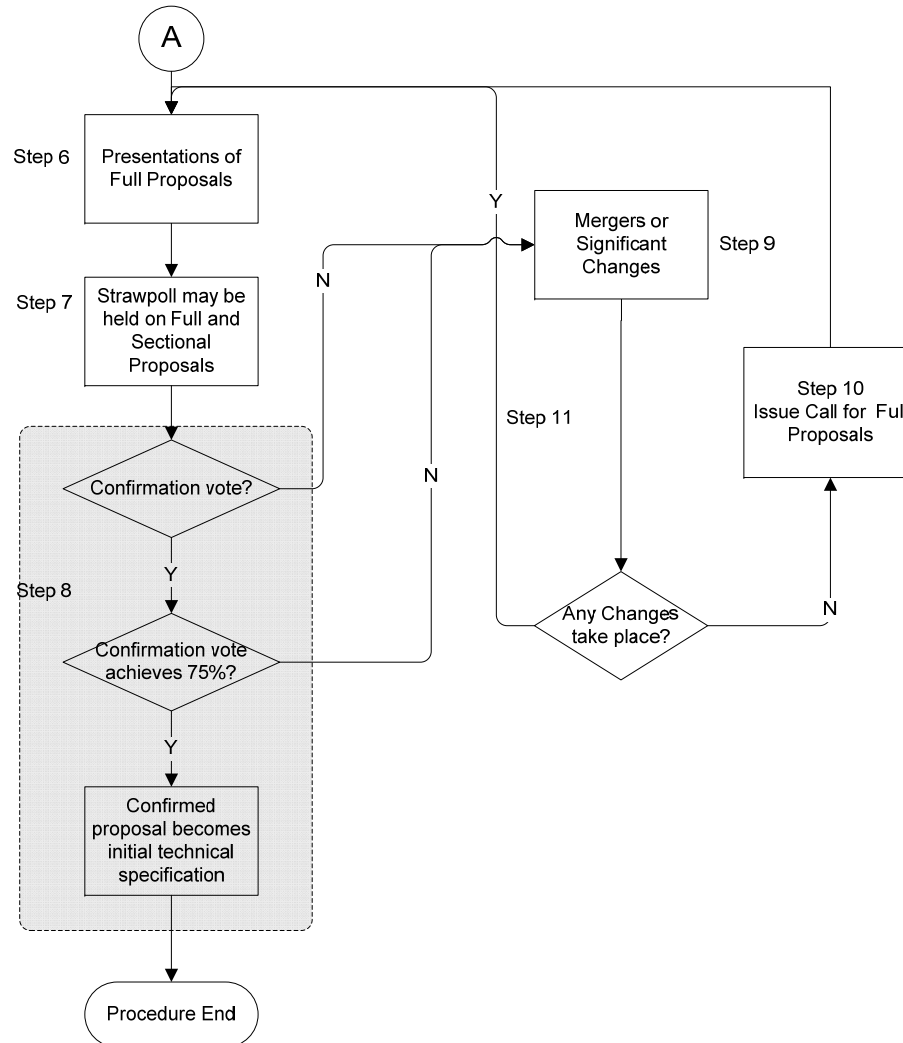 A
Step 6
Presentations of
Full Proposals
Step 7
Strawpoll may be
held on Full and
Sectional
Proposals
N
Y
Mergers or
Significant
Changes
Step 9
Step 10
Issue Call for Full
Proposals
Step 11
Confirmation vote?
N
Y
Step 8
Any Changes
take place?
N
Confirmation vote
achieves 75%?
Y
Confirmed
proposal becomes
initial technical
specification
Procedure End